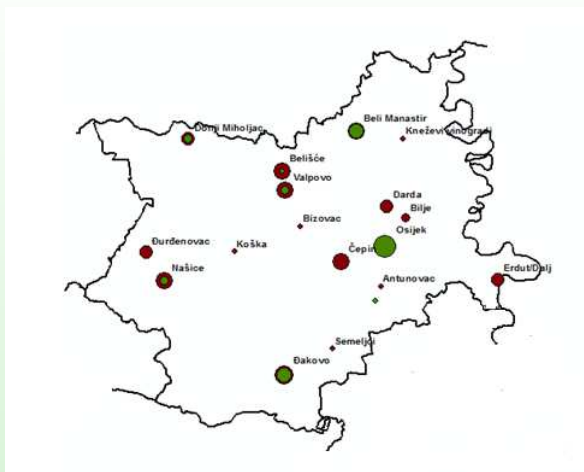 Beli Manastir
Donji Miholjac
Kneževi vinogradi
Belišće
Valpovo
Darda
Bilje
Bizovac
Osijek
Đurđenovac
Koška
Čepin
Našice
Erdut/Dalj
Antunovac
Semeljci
Đakovo